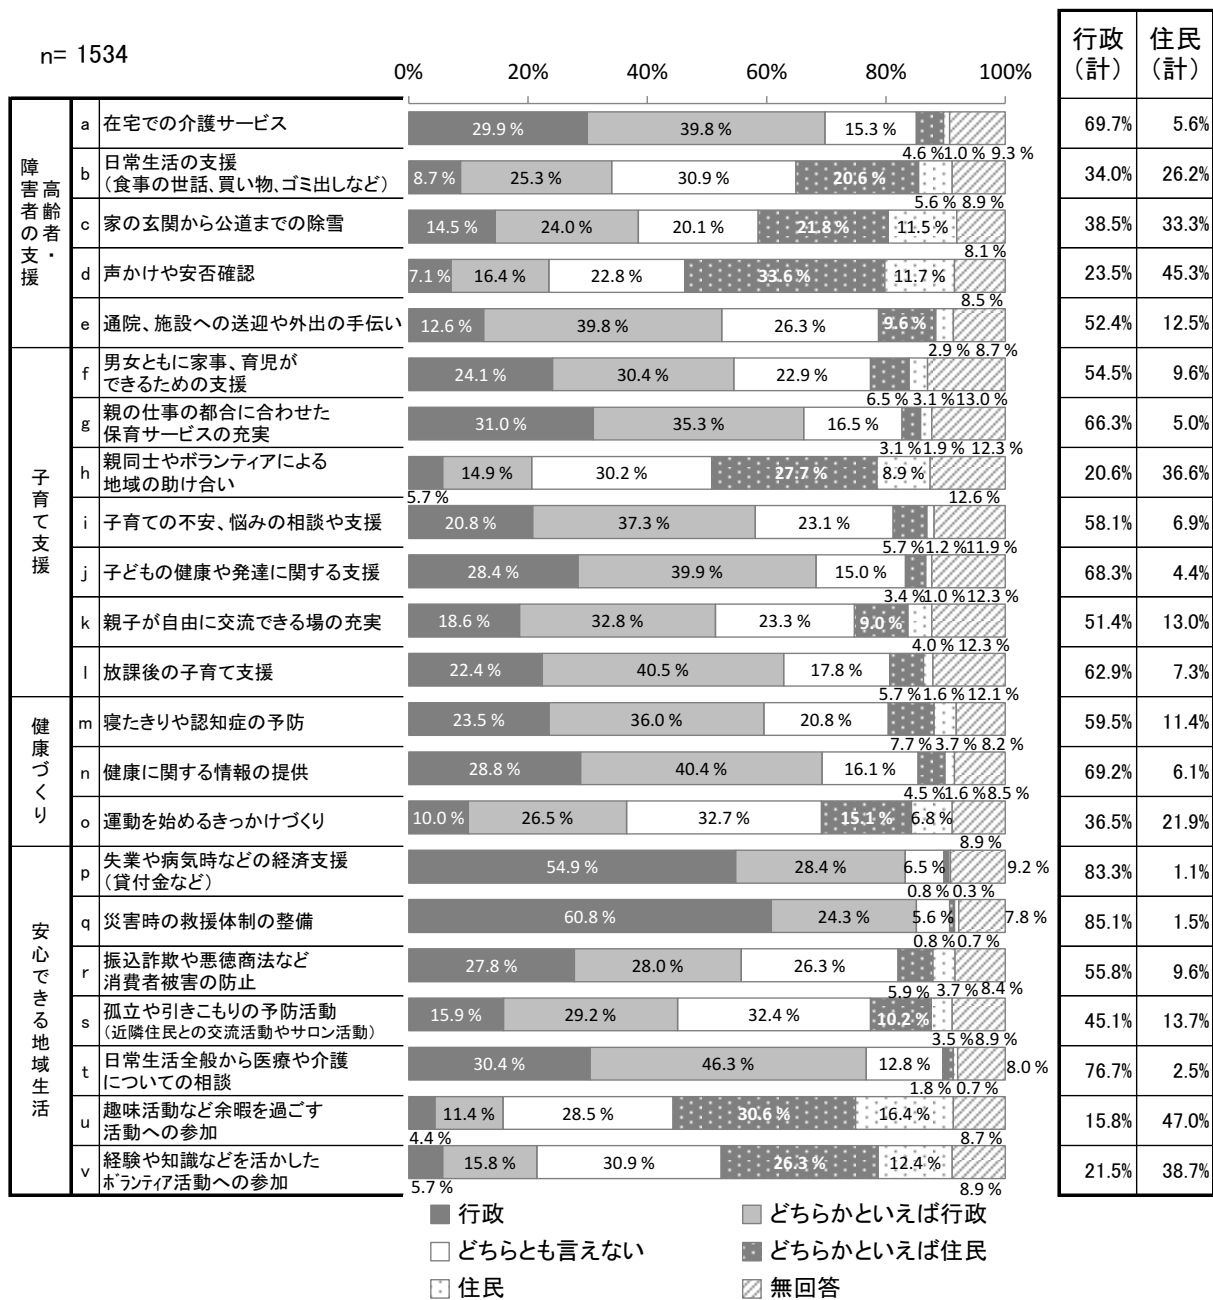 n= 1534
0% 20% 40% 60% 80% 100%
行政（計）
住民（計）
高齢者・障害者の支援
a 在宅での介護サービス 29.9 % 39.8 % 15.3 % 4.6 % 1.0 % 9.3 % 69.7% 5.6%
b 日常生活の支援
（食事の世話、買い物、ゴミ出しなど） 8.7 % 25.3 % 30.9 % 20.6 % 5.6 % 8.9 % 34.0% 26.2%
c 家の玄関から公道までの除雪 14.5 % 24.0 % 20.1 % 21.8 % 11.5 % 8.1 % 38.5% 33.3%
d 声かけや安否確認 7.1 % 16.4 % 22.8 % 33.6 % 11.7 % 8.5 % 23.5% 45.3%
e 通院、施設への送迎や外出の手伝い 12.6 % 39.8 % 26.3 % 9.6 % 2.9 % 8.7 % 52.4% 12.5%
子育て支援
f 男女ともに家事、育児が
できるための支援 24.1 % 30.4 % 22.9 % 6.5 % 3.1 % 13.0 % 54.5% 9.6%
g 親の仕事の都合に合わせた
保育サービスの充実 31.0 % 35.3 % 16.5 % 3.1 % 1.9 % 12.3 % 66.3% 5.0%
h 親同士やボランティアによる
地域の助け合い 5.7 % 14.9 % 30.2 % 27.7 % 8.9 % 12.6 % 20.6% 36.6%
i 子育ての不安、悩みの相談や支援 20.8 % 37.3 % 23.1 % 5.7 % 1.2 % 11.9 % 58.1% 6.9%
j 子どもの健康や発達に関する支援 28.4 % 39.9 % 15.0 % 3.4 % 1.0 % 12.3 % 68.3% 4.4%
k 親子が自由に交流できる場の充実 18.6 % 32.8 % 23.3 % 9.0 % 4.0 % 12.3 % 51.4% 13.0%
l 放課後の子育て支援 22.4 % 40.5 % 17.8 % 5.7 % 1.6 % 12.1 % 62.9% 7.3%
健康づくり
m 寝たきりや認知症の予防 23.5 % 36.0 % 20.8 % 7.7 % 3.7 % 8.2 % 59.5% 11.4%
n 健康に関する情報の提供 28.8 % 40.4 % 16.1 % 4.5 % 1.6 % 8.5 % 69.2% 6.1%
o 運動を始めるきっかけづくり 10.0 % 26.5 % 32.7 % 15.1 % 6.8 % 8.9 % 36.5% 21.9%
安心できる地域生活
p 失業や病気時などの経済支援
（貸付金など） 54.9 % 28.4 % 6.5 % 0.8 % 0.3 % 9.2 % 83.3% 1.1%
q 災害時の救援体制の整備 60.8 % 24.3 % 5.6 % 0.8 % 0.7 % 7.8 % 85.1% 1.5%
r 振込詐欺や悪徳商法など
消費者被害の防止 27.8 % 28.0 % 26.3 % 5.9 % 3.7 % 8.4 % 55.8% 9.6%
s 孤立や引きこもりの予防活動
（近隣住民との交流活動やサロン活動） 15.9 % 29.2 % 32.4 % 10.2 % 3.5 % 8.9 % 45.1% 13.7%
t 日常生活全般から医療や介護
についての相談 30.4 % 46.3 % 12.8 % 1.8 % 0.7 % 8.0 % 76.7% 2.5%
u 趣味活動など余暇を過ごす
活動への参加 4.4 % 11.4 % 28.5 % 30.6 % 16.4 % 8.7 % 15.8% 47.0%
v 経験や知識などを活かした
ﾎﾞﾗﾝﾃｨｱ活動への参加 5.7 % 15.8 % 30.9 % 26.3 % 12.4 % 8.9 % 21.5% 38.7%
行政 どちらかといえば行政
どちらとも言えない どちらかといえば住民
住民 無回答